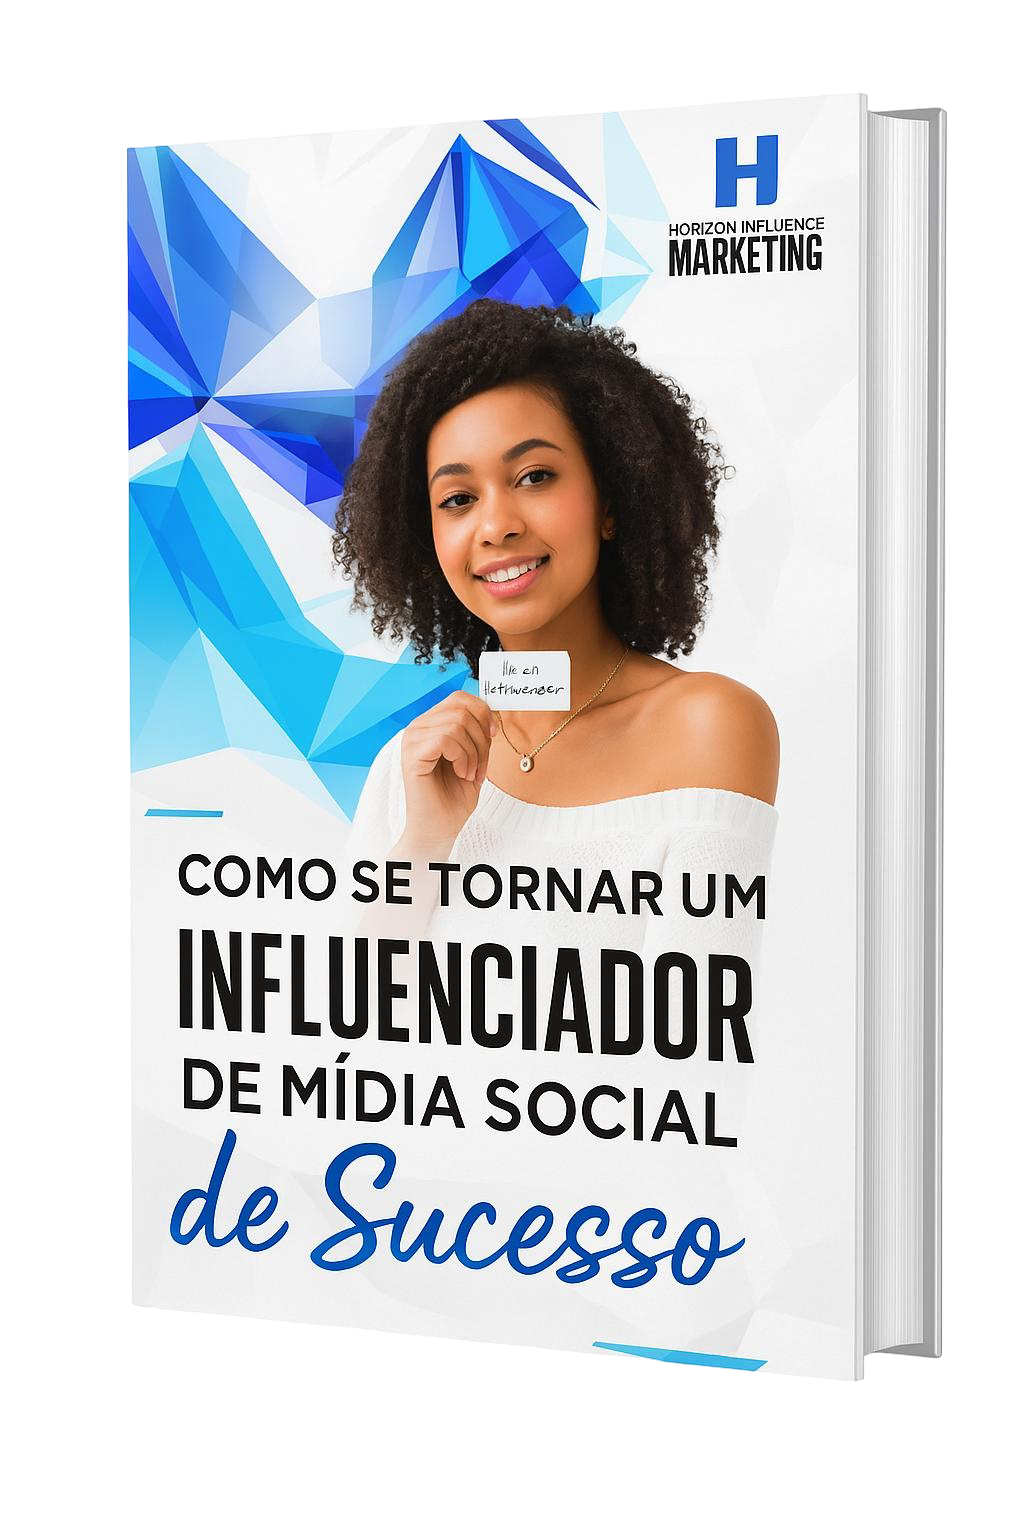 H
HORIZON INFLUENCE
MARKETING
COMO SE TORNAR UM
INFLUENCIADOR
DE MÍDIA SOCIAL
de Sucesso